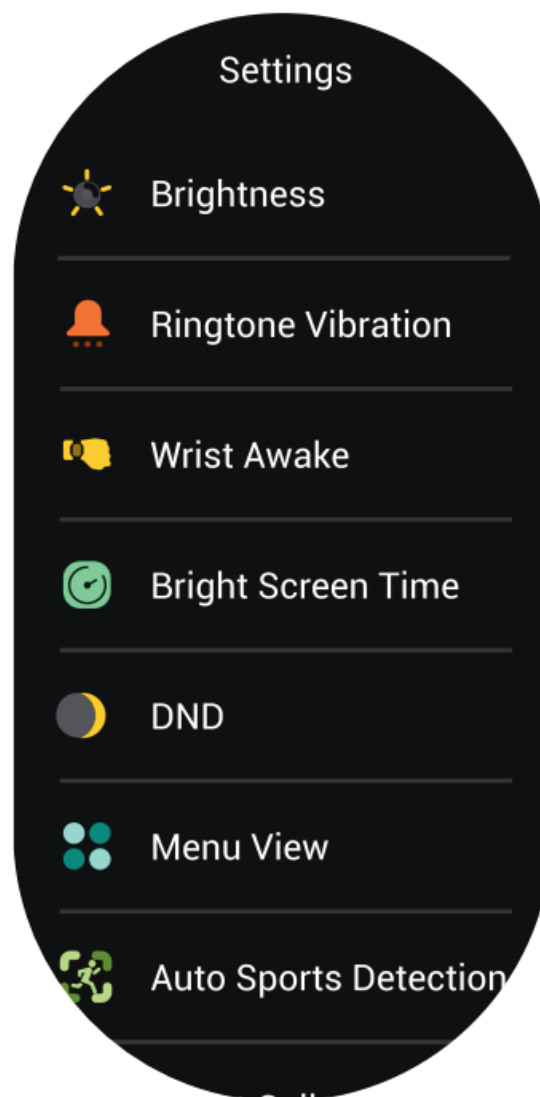 Settings
Brightness
Ringtone Vibration
Wrist Awake
Bright Screen Time
DND
Menu View
Auto Sports Detection